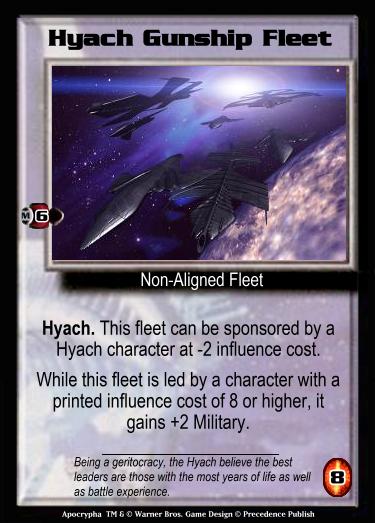 Hyach Gunship Fleet
M 6
Non-Aligned Fleet
Hyach. This fleet can be sponsored by a
Hyach character at -2 influence cost.
While this fleet is led by a character with a
printed influence cost of 8 or higher, it
gains +2 Military.
Being a geritocracy, the Hyach believe the best
leaders are those with the most years of life as well
as battle experience.
8
Apocrypha TM & © Warner Bros. Game Design © Precedence Publish